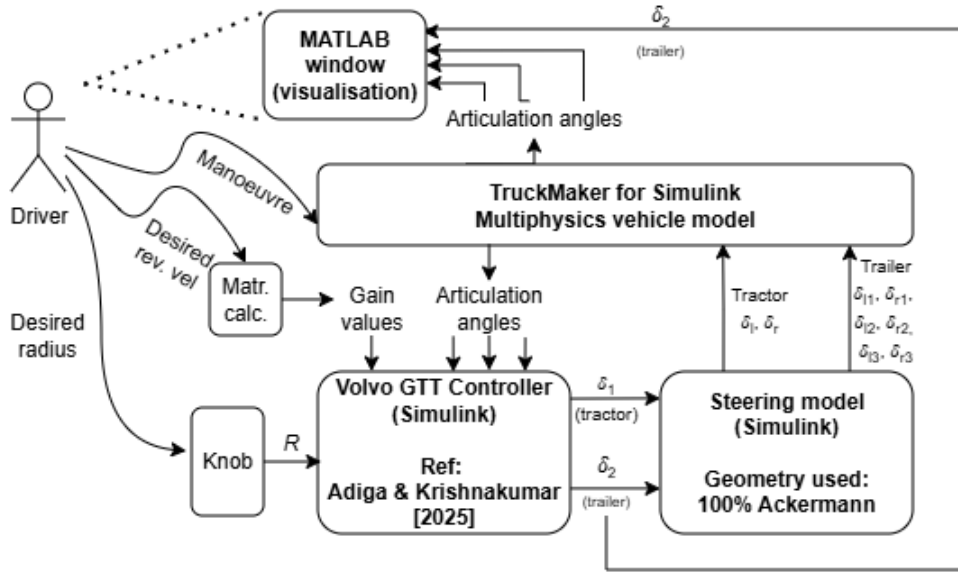 δ₂
(trailer)
MATLAB
window
(visualisation)
Articulation angles
Driver
Manoeuvre
TruckMaker for Simulink
Multiphysics vehicle model
Desired
rev. vel
Matr.
calc.
Gain
values
Articulation
angles
Tractor
δₗ, δᵣ
Trailer
δₗ₁, δᵣ₁,
δₗ₂, δᵣ₂,
δₗ₃, δᵣ₃
Desired
radius
Knob
R
Volvo GTT Controller
(Simulink)
Ref:
Adiga & Krishnakumar
[2025]
δ₁
(tractor)
δ₂
(trailer)
Steering model
(Simulink)
Geometry used:
100% Ackermann